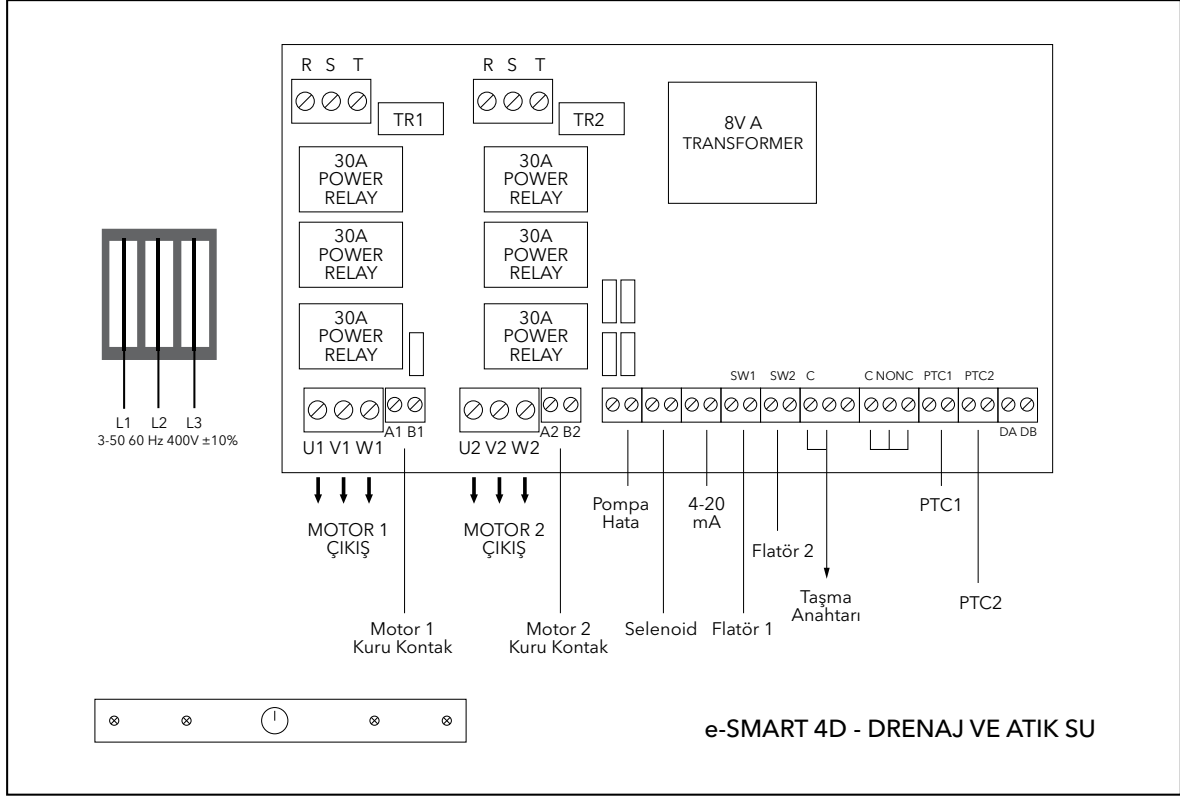 R S T
R S T
TR1
TR2
8V A
TRANSFORMER
30A
POWER
RELAY
30A
POWER
RELAY
30A
POWER
RELAY
30A
POWER
RELAY
30A
POWER
RELAY
30A
POWER
RELAY
L1 L2 L3
3-50 60 Hz 400V ±10%
SW1 SW2 C C NONC PTC1 PTC2
A1 B1
A2 B2
DA DB
U1 V1 W1
U2 V2 W2
MOTOR 1
ÇIKIŞ
MOTOR 2
ÇIKIŞ
Pompa
Hata
4-20
mA
PTC1
Flatör 2
Taşma
Anahtarı
PTC2
Motor 1
Kuru Kontak
Motor 2
Kuru Kontak
Selenoid
Flatör 1
e-SMART 4D - DRENAJ VE ATIK SU